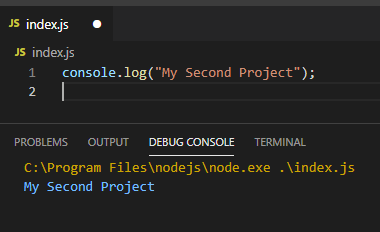 JS index.js
JS index.js
1 console.log("My Second Project");
2
PROBLEMS OUTPUT DEBUG CONSOLE TERMINAL
C:\Program Files\nodejs\node.exe .\index.js
My Second Project